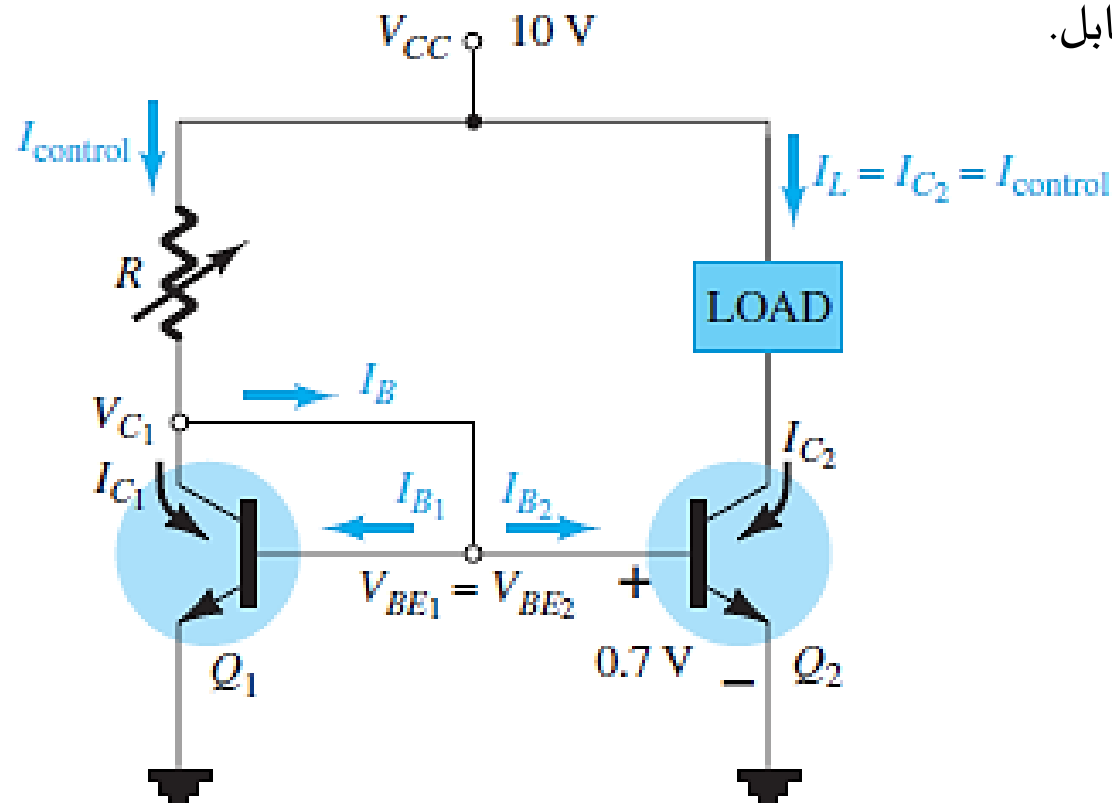 ابل.
V_CC 10 V
I_control
I_L = I_C2 = I_control
R
LOAD
I_B
V_C1
I_C1
I_B1 I_B2
I_C2
V_BE1 = V_BE2 +
0.7 V −
Q1
Q2